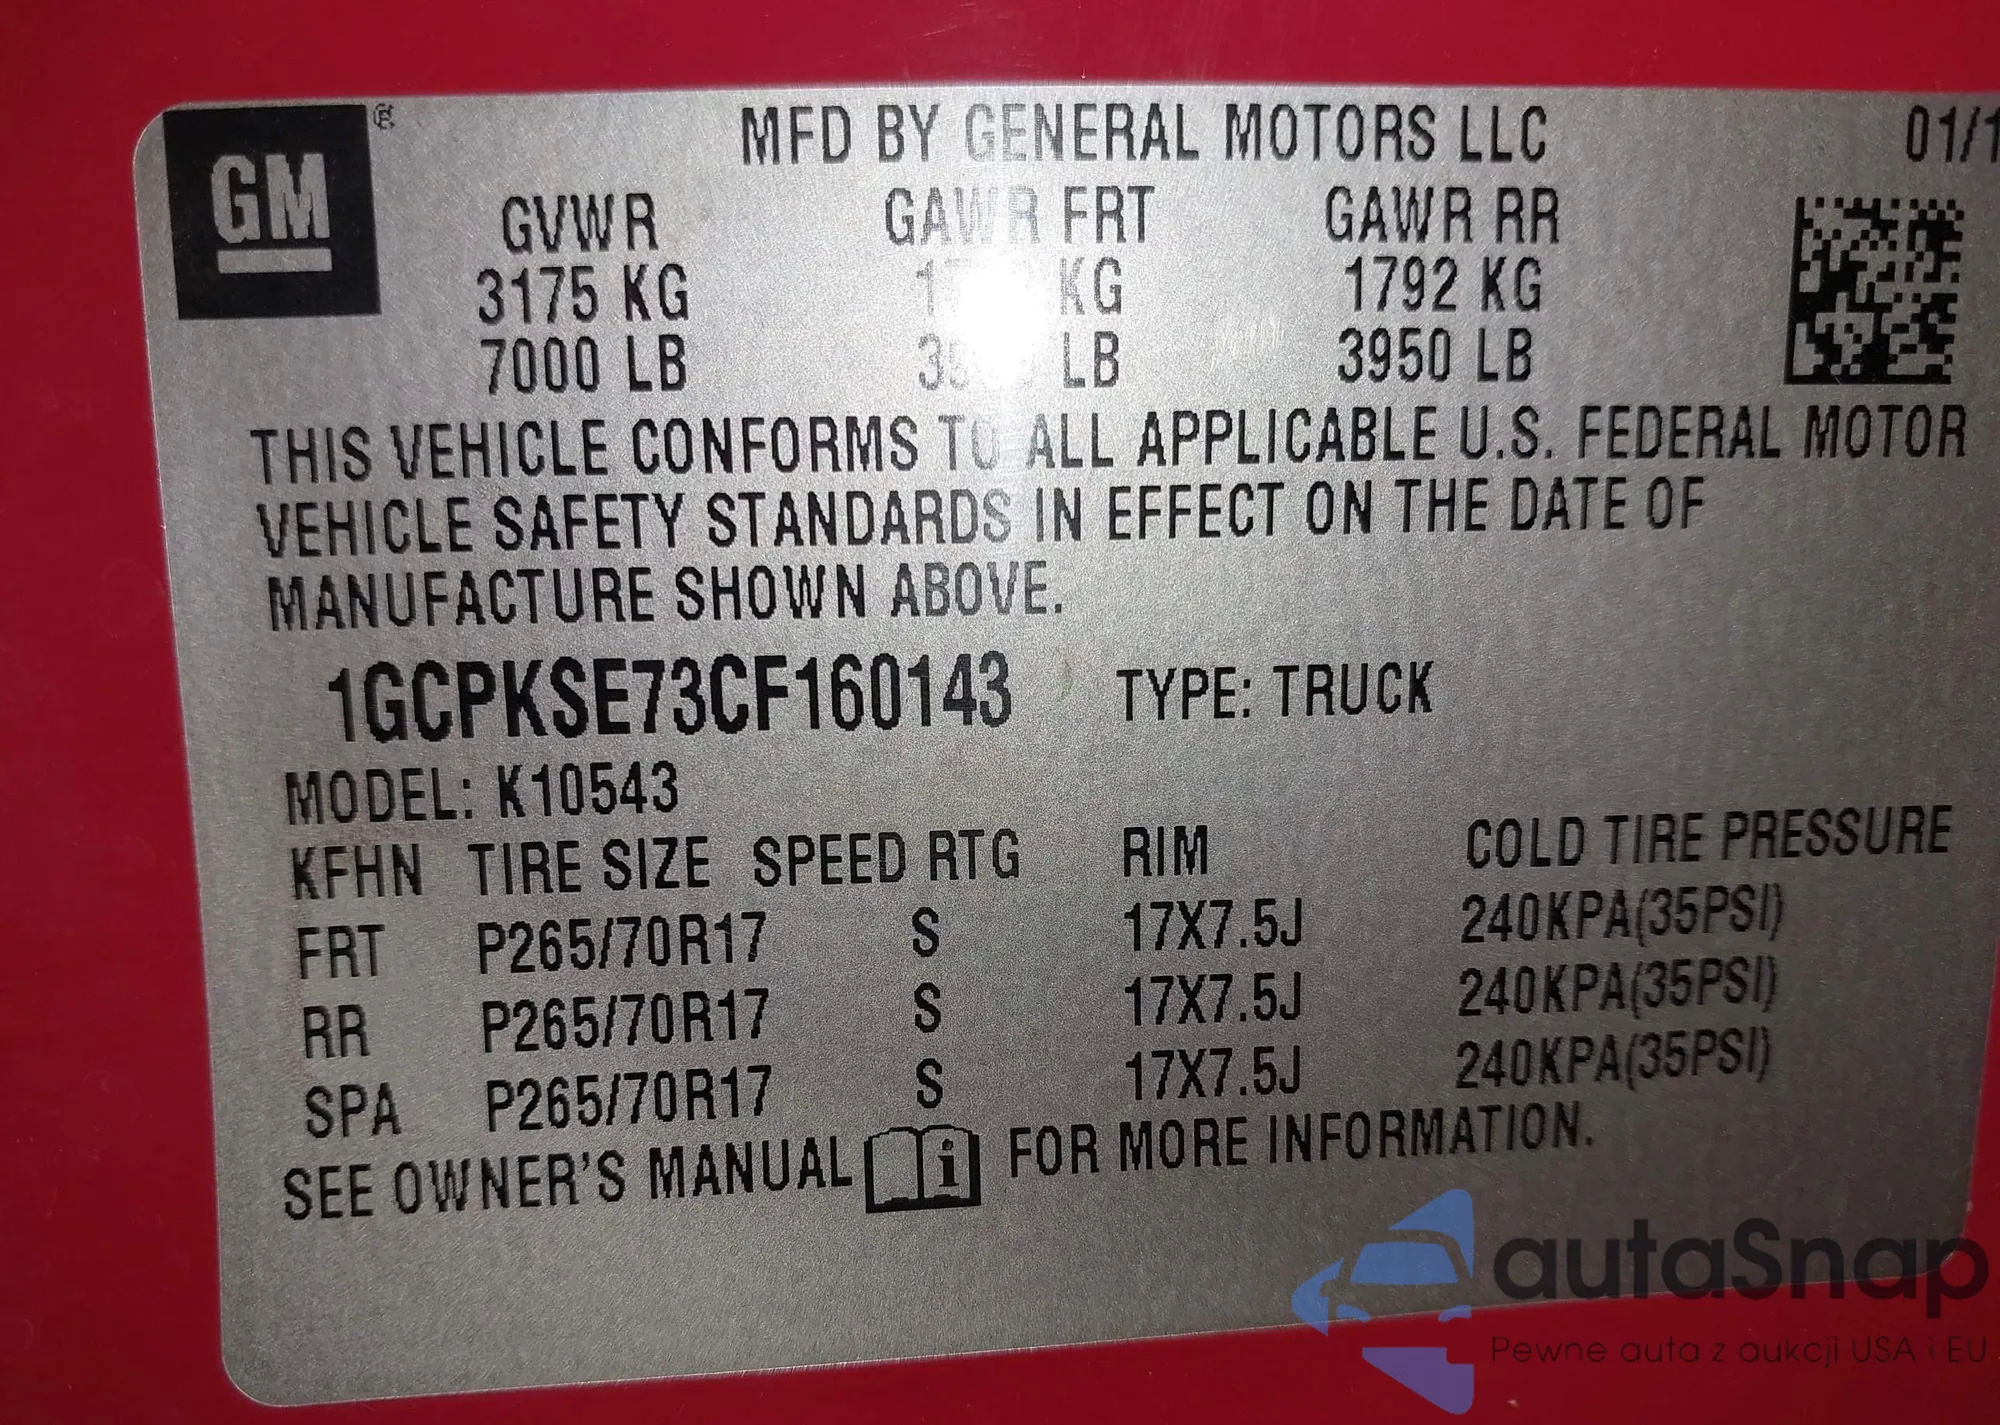 GM ®
MFD BY GENERAL MOTORS LLC 01/1
GVWR GAWR FRT GAWR RR
3175 KG KG 1792 KG
7000 LB LB 3950 LB
THIS VEHICLE CONFORMS TO ALL APPLICABLE U.S. FEDERAL MOTOR
VEHICLE SAFETY STANDARDS IN EFFECT ON THE DATE OF
MANUFACTURE SHOWN ABOVE.
1GCPKSE73CF160143 TYPE: TRUCK
MODEL: K10543
KFHN TIRE SIZE SPEED RTG RIM COLD TIRE PRESSURE
FRT P265/70R17 S 17X7.5J 240KPA(35PSI)
RR P265/70R17 S 17X7.5J 240KPA(35PSI)
SPA P265/70R17 S 17X7.5J 240KPA(35PSI)
SEE OWNER'S MANUAL i FOR MORE INFORMATION.
autaSnap
Pewne auta z aukcji USA i EU